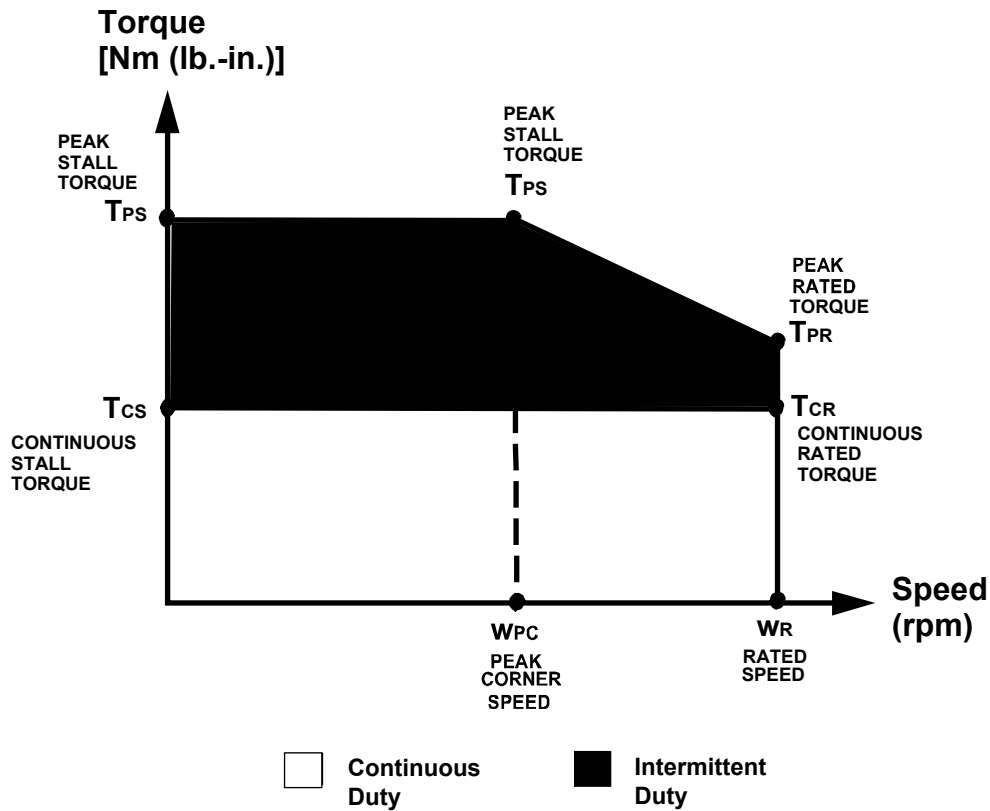 Torque
[Nm (lb.-in.)]
PEAK
STALL
TORQUE
TPS
PEAK
STALL
TORQUE
TPS
PEAK
RATED
TORQUE
TPR
TCS
CONTINUOUS
STALL
TORQUE
TCR
CONTINUOUS
RATED
TORQUE
Speed
(rpm)
WPC
PEAK
CORNER
SPEED
WR
RATED
SPEED
Continuous
Duty
Intermittent
Duty